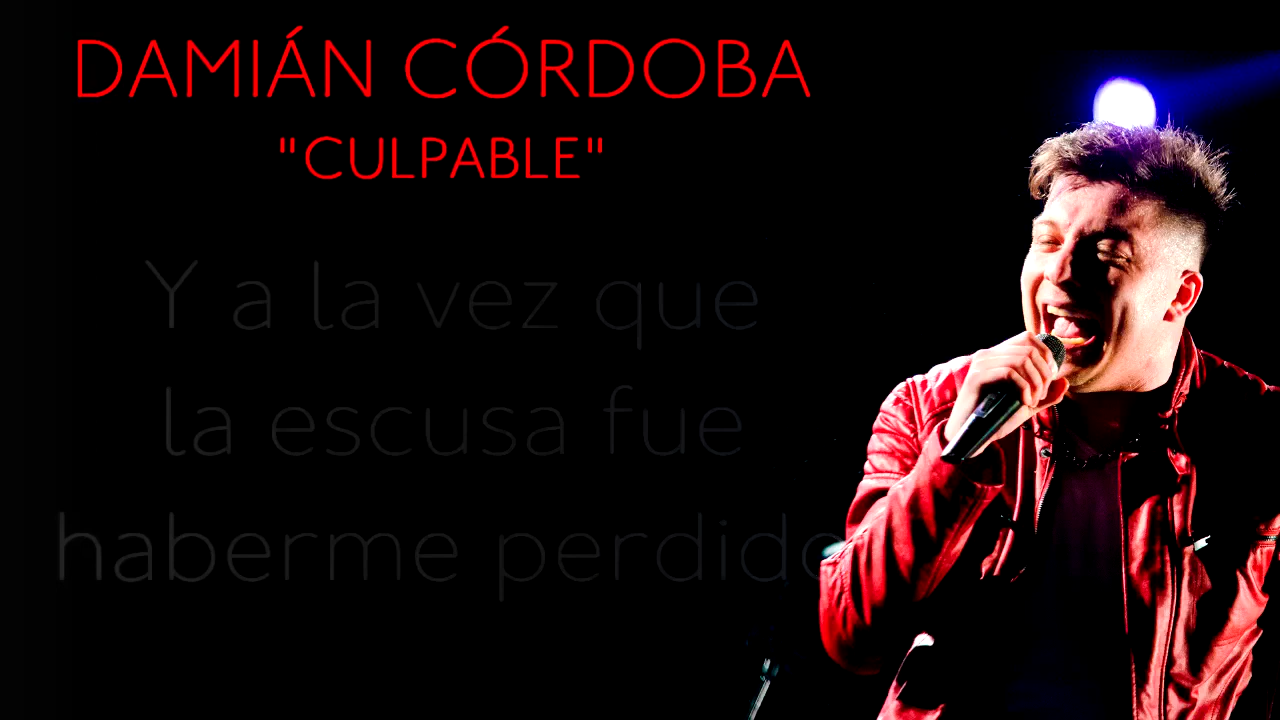 DAMIÁN CÓRDOBA
"CULPABLE"
Y a la vez que
la escusa fue
haberme perdido